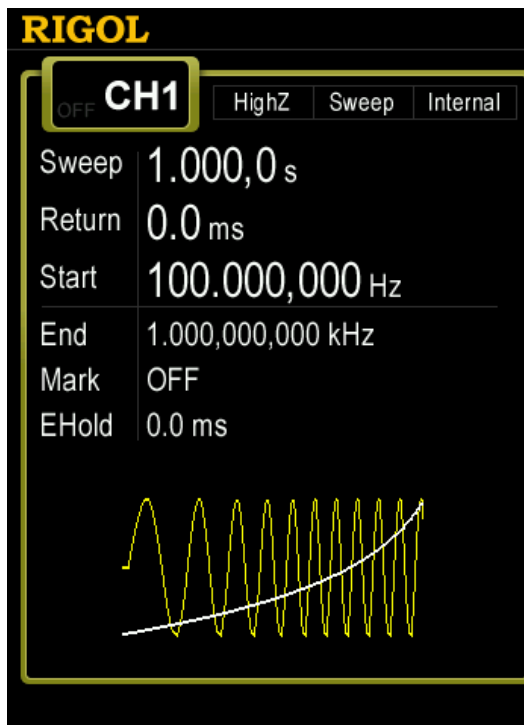 RIGOL
OFF CH1 HighZ Sweep Internal
Sweep 1.000,0 s
Return 0.0 ms
Start 100.000,000 Hz
End 1.000,000,000 kHz
Mark OFF
EHold 0.0 ms